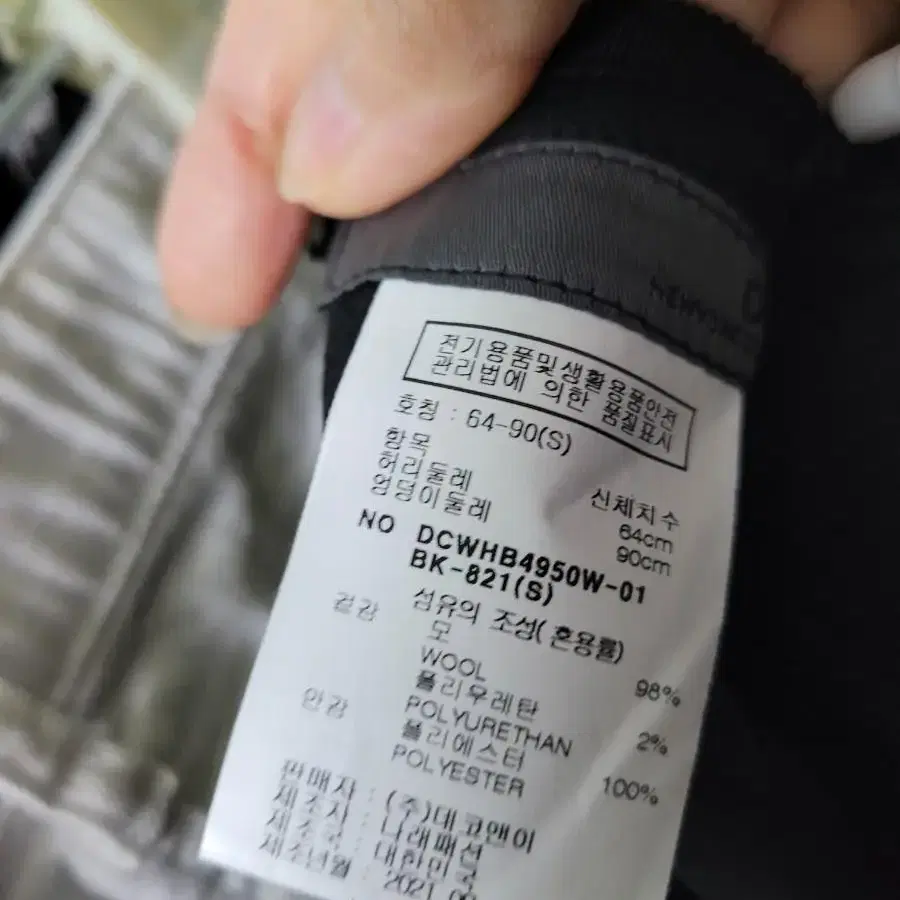 전기용품및생활용품안전
관리법에 의한 품질표시
호칭 : 64-90(S)
항목 신체치수
허리둘레 64cm
엉덩이둘레 90cm
NO DCWHB4950W-01
BK-821(S)
섬유의 조성(혼용률)
겉감 모
WOOL 98%
폴리우레탄
POLYURETHAN 2%
안감 폴리에스터
POLYESTER 100%
판매자 : (주)데코앤이
제조사 : 나래패션
제조국 : 대한민국
제조년월 : 2021